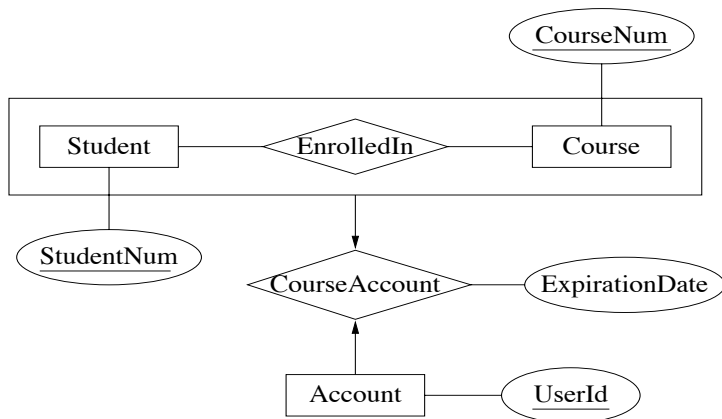 CourseNum
Student
EnrolledIn
Course
StudentNum
CourseAccount
ExpirationDate
Account
UserId